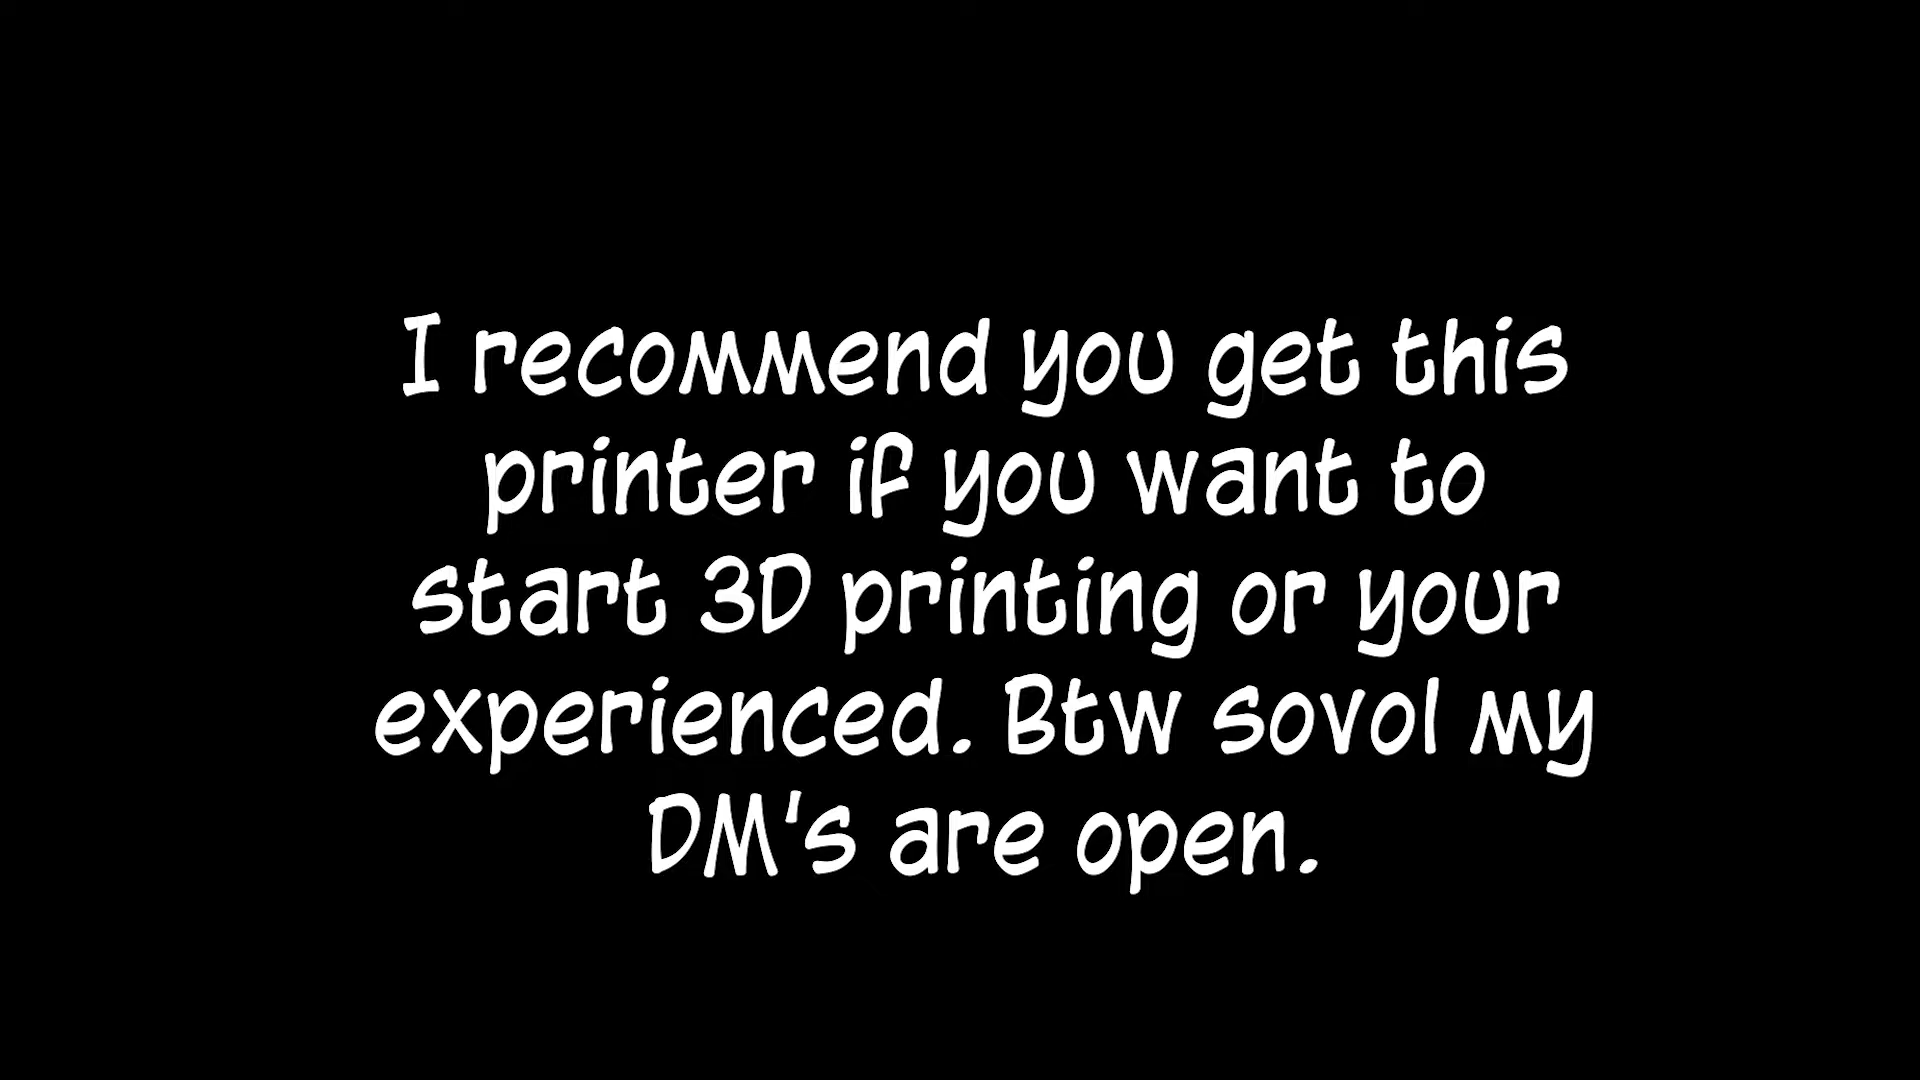 I recommend you get this
printer if you want to
start 3D printing or your
experienced. Btw sovol my
DM's are open.